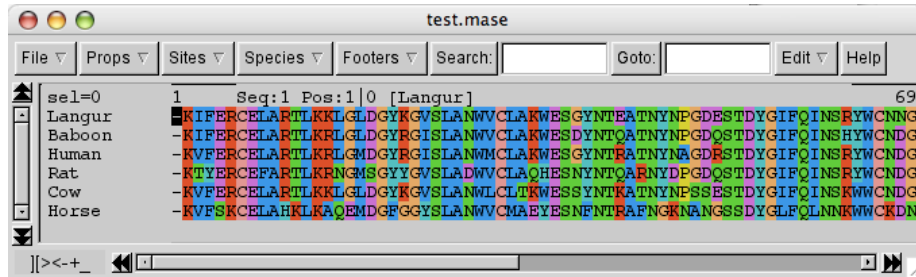 test.mase
File Props Sites Species Footers Search: Goto: Edit Help
sel=0 1 Seq:1 Pos:1|0 [Langur] 69
Langur -KIFERCELARTLKKLGLDGYKGVSLANWVCLAKWESGYNTEATNYNPGDESTDYGIFQINSRYWCNNG
Baboon -KIFERCELARTLKRLGLDGYRGISLANWVCLAKWESDYNTQATNYNPGDQSTDYGIFQINSHYWCNDG
Human -KVFERCELARTLKRLGMDGYRGISLANWMCLAKWESGYNTRATNYNAGDRSTDYGIFQINSRYWCNDG
Rat -KTYERCEFARTLKRNGMSGYYGVSLADWVCLAQHESNYNTQARNYDPGDQSTDYGIFQINSRYWCNDG
Cow -KVFERCELARTLKKLGLDGYKGVSLANWLCLTKWESSYNTKATNYNPSSESTDYGIFQINSKWWCNDG
Horse -KVFSKCELAHKLKAQEMDGFGGYSLANWVCMAEYESNFNTRAFNGKNANGSSDYGLFQLNNKWWCKDN
][><-+_